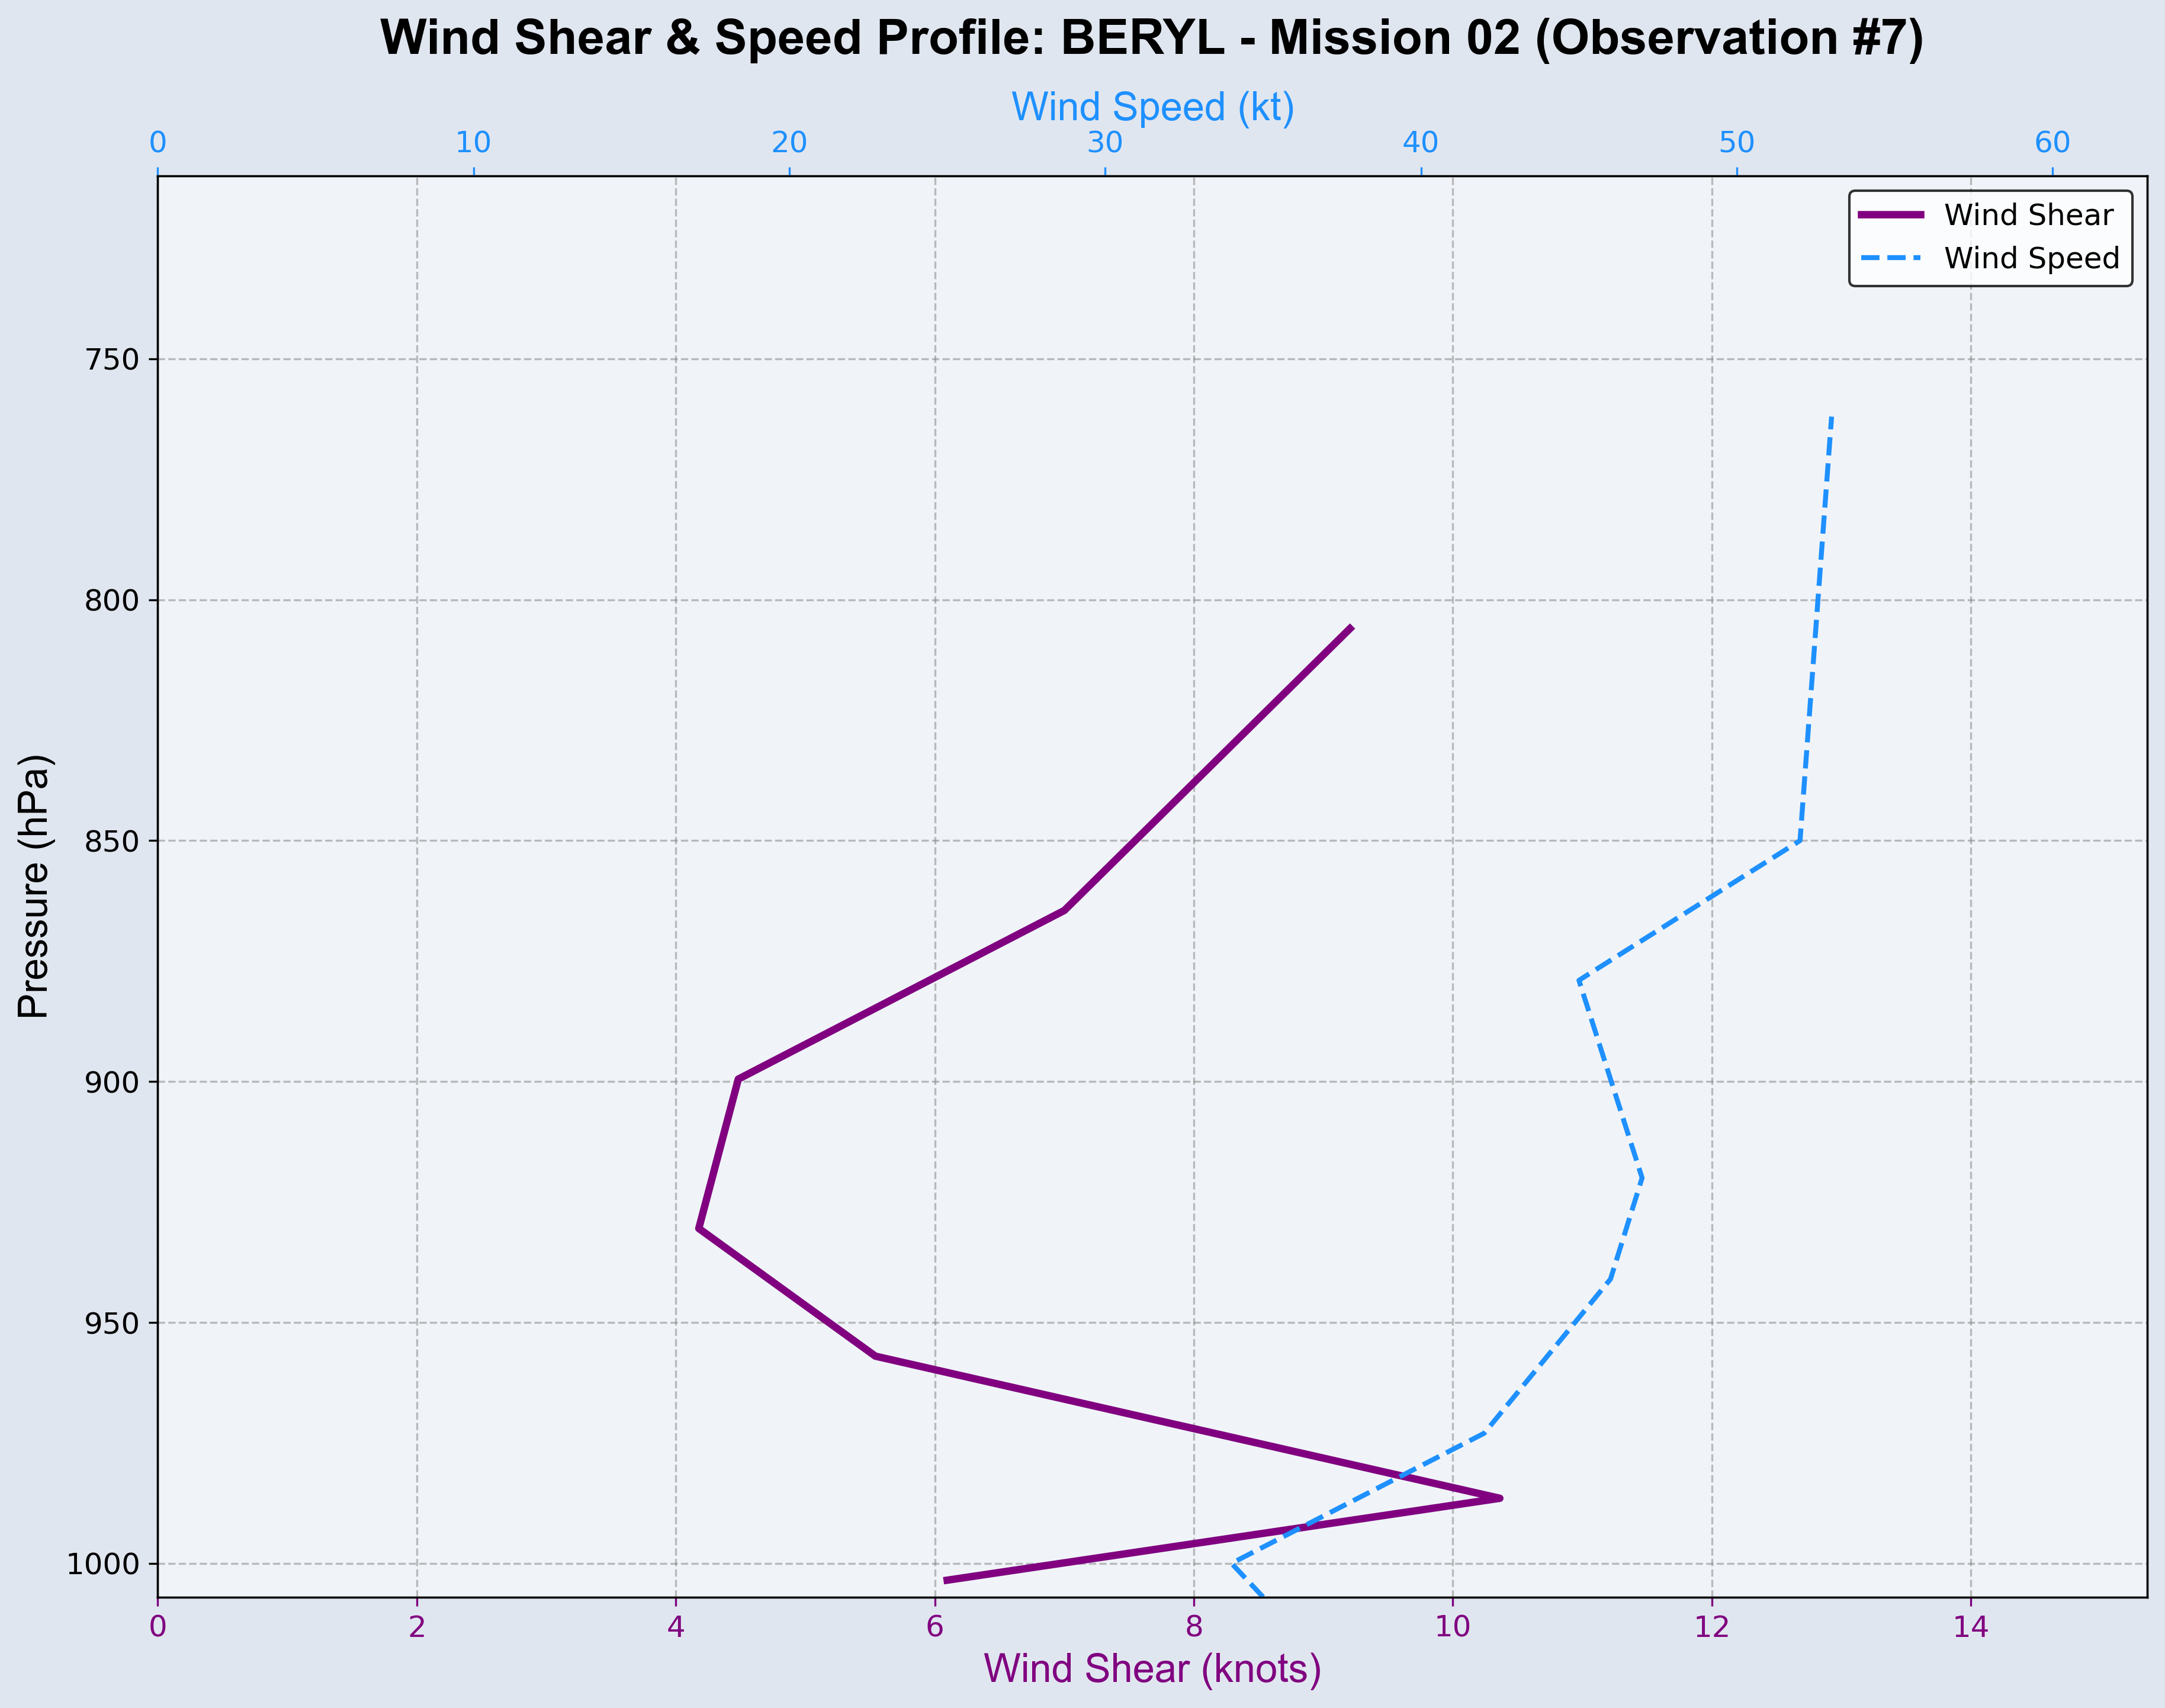 Wind Shear & Speed Profile: BERYL - Mission 02 (Observation #7)
Wind Speed (kt)
0 10 20 30 40 50 60
Wind Shear
Wind Speed
750
800
850
900
950
1000
Pressure (hPa)
0 2 4 6 8 10 12 14
Wind Shear (knots)